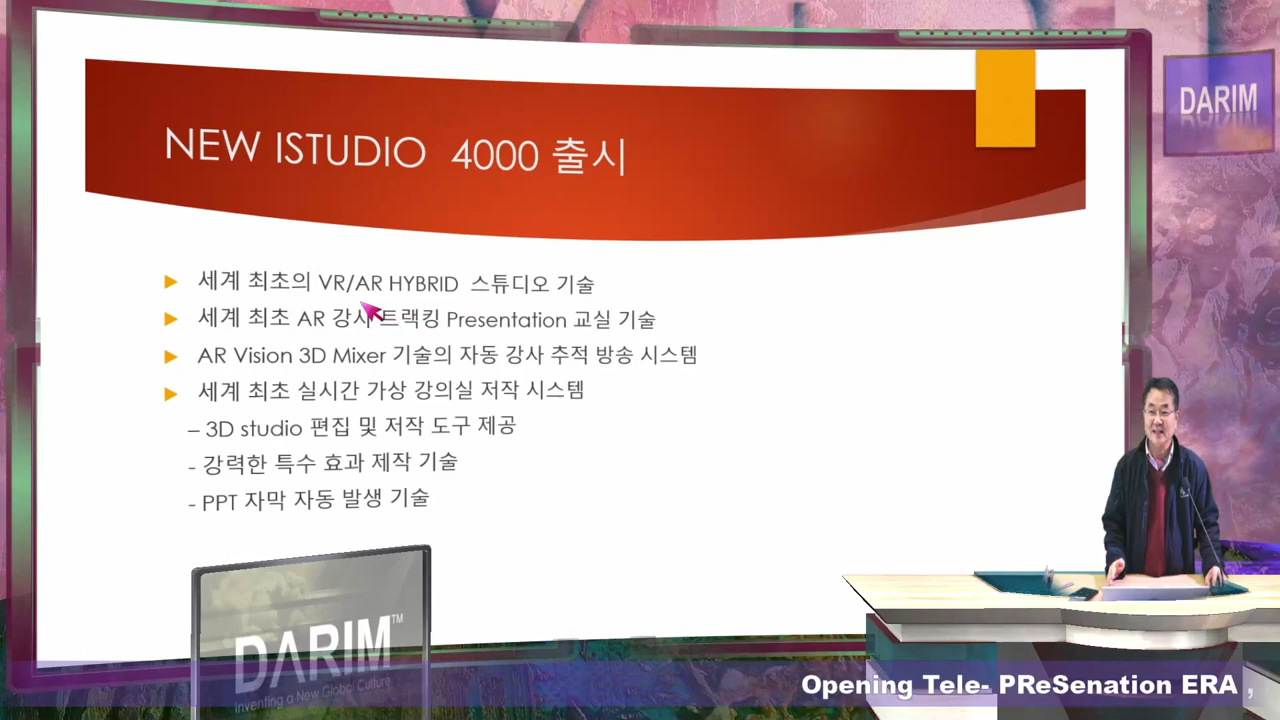 NEW ISTUDIO 4000 출시
DARIM
세계 최초의 VR/AR HYBRID 스튜디오 기술
세계 최초 AR 강사 트랙킹 Presentation 교실 기술
AR Vision 3D Mixer 기술의 자동 강사 추적 방송 시스템
세계 최초 실시간 가상 강의실 저작 시스템
– 3D studio 편집 및 저작 도구 제공
- 강력한 특수 효과 제작 기술
- PPT 자막 자동 발생 기술
DARIM™
Inventing a New Global Culture
Opening Tele- PReSenation ERA ,